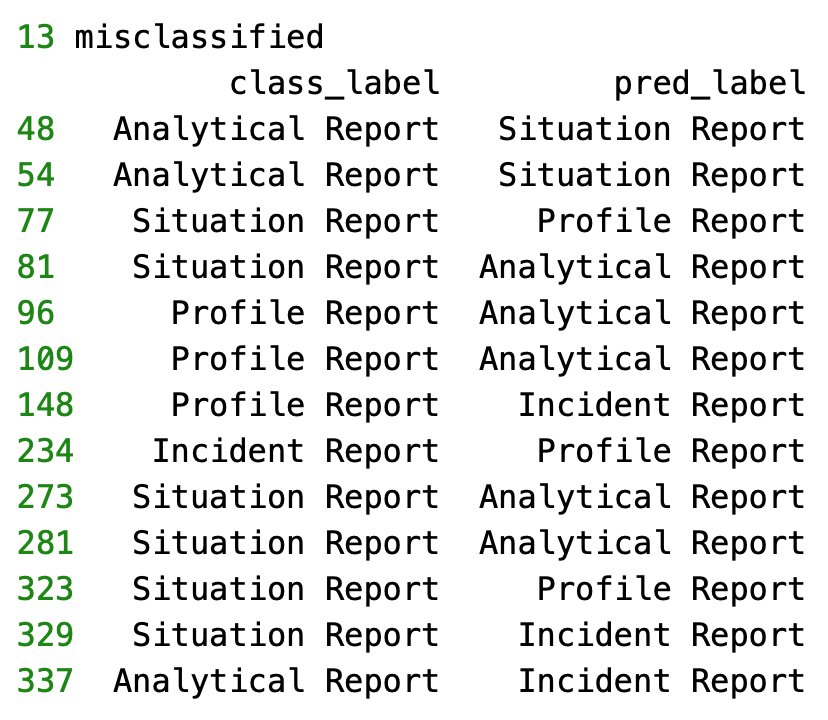 13 misclassified
class_label pred_label
48 Analytical Report Situation Report
54 Analytical Report Situation Report
77 Situation Report Profile Report
81 Situation Report Analytical Report
96 Profile Report Analytical Report
109 Profile Report Analytical Report
148 Profile Report Incident Report
234 Incident Report Profile Report
273 Situation Report Analytical Report
281 Situation Report Analytical Report
323 Situation Report Profile Report
329 Situation Report Incident Report
337 Analytical Report Incident Report